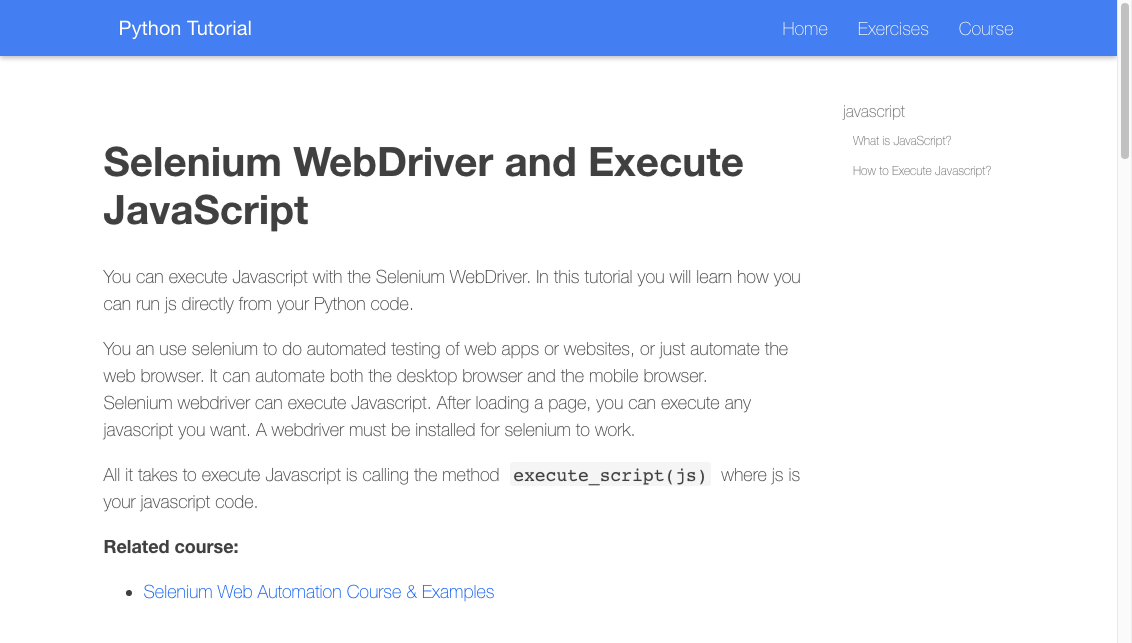 Python Tutorial
Home
Exercises
Course
javascript
What is JavaScript?
How to Execute Javascript?
Selenium WebDriver and Execute
JavaScript
You can execute Javascript with the Selenium WebDriver. In this tutorial you will learn how you
can run js directly from your Python code.
You an use selenium to do automated testing of web apps or websites, or just automate the
web browser. It can automate both the desktop browser and the mobile browser.
Selenium webdriver can execute Javascript. After loading a page, you can execute any
javascript you want. A webdriver must be installed for selenium to work.
All it takes to execute Javascript is calling the method execute_script(js) where js is
your javascript code.
Related course:
Selenium Web Automation Course & Examples